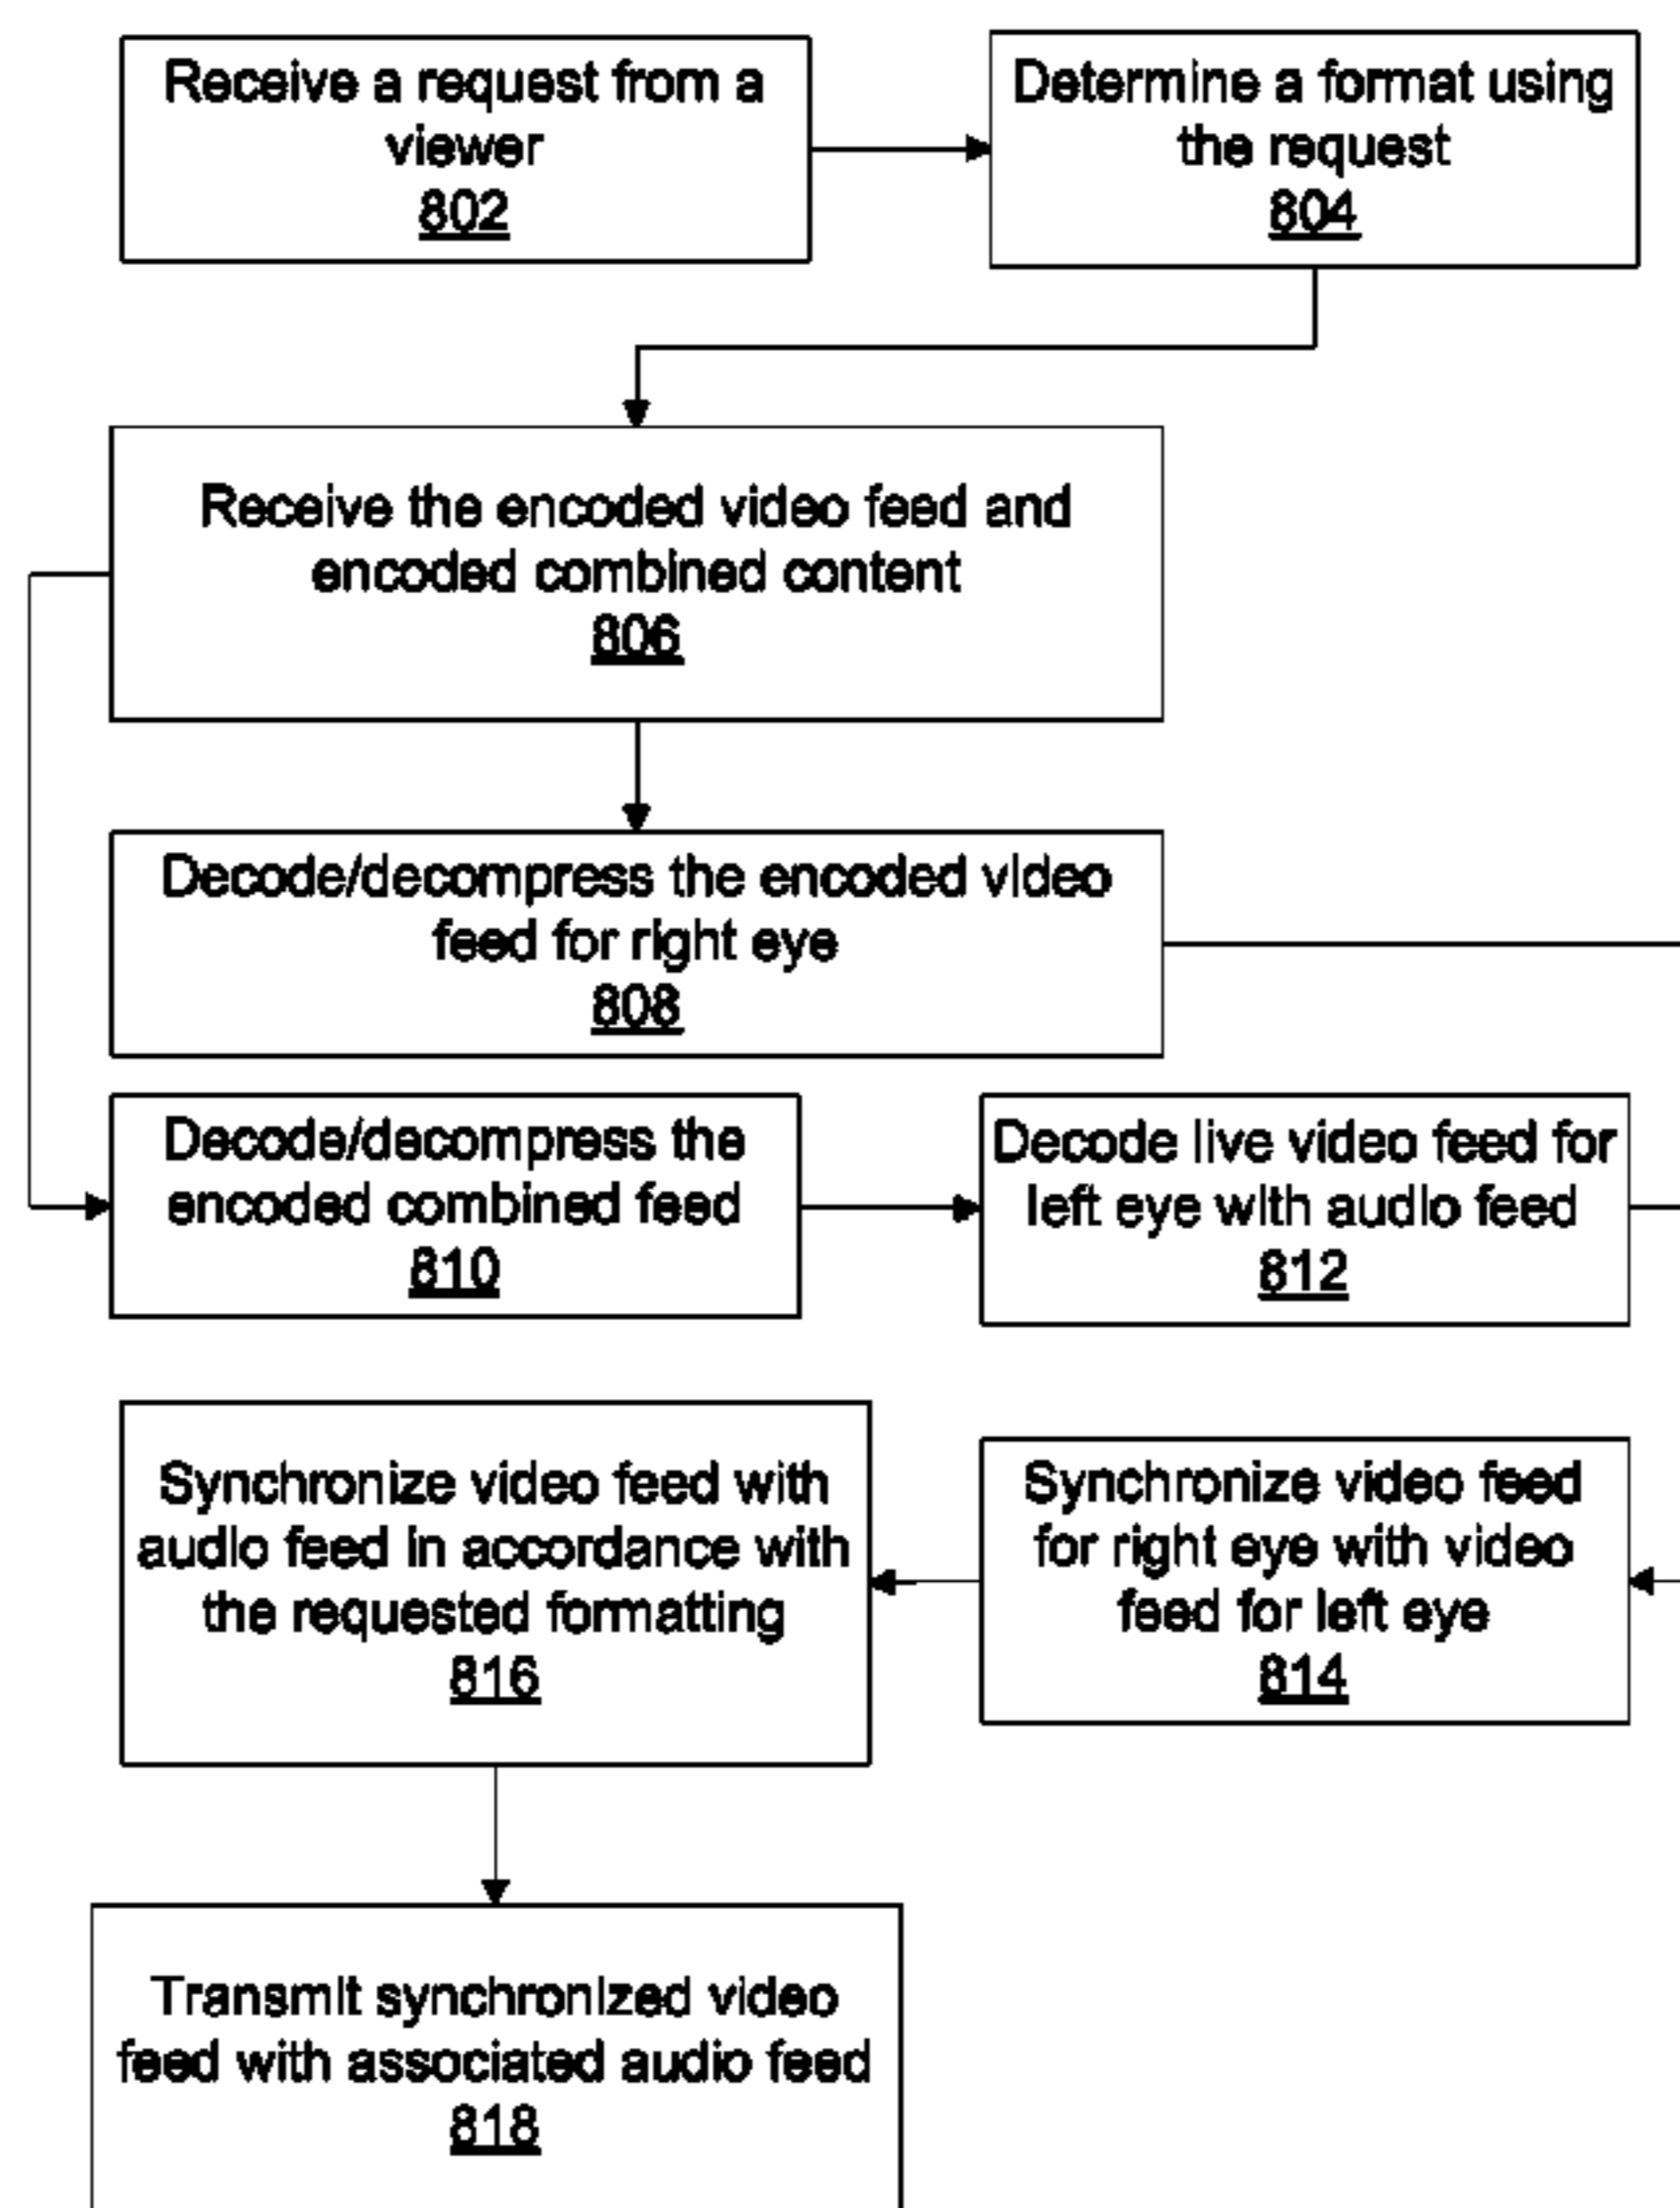 Receive a request from a
viewer
802
Determine a format using
the request
804
Receive the encoded video feed and
encoded combined content
806
Decode/decompress the encoded video
feed for right eye
808
Decode/decompress the
encoded combined feed
810
Decode live video feed for
left eye with audio feed
812
Synchronize video feed with
audio feed in accordance with
the requested formatting
816
Synchronize video feed
for right eye with video
feed for left eye
814
Transmit synchronized video
feed with associated audio feed
818